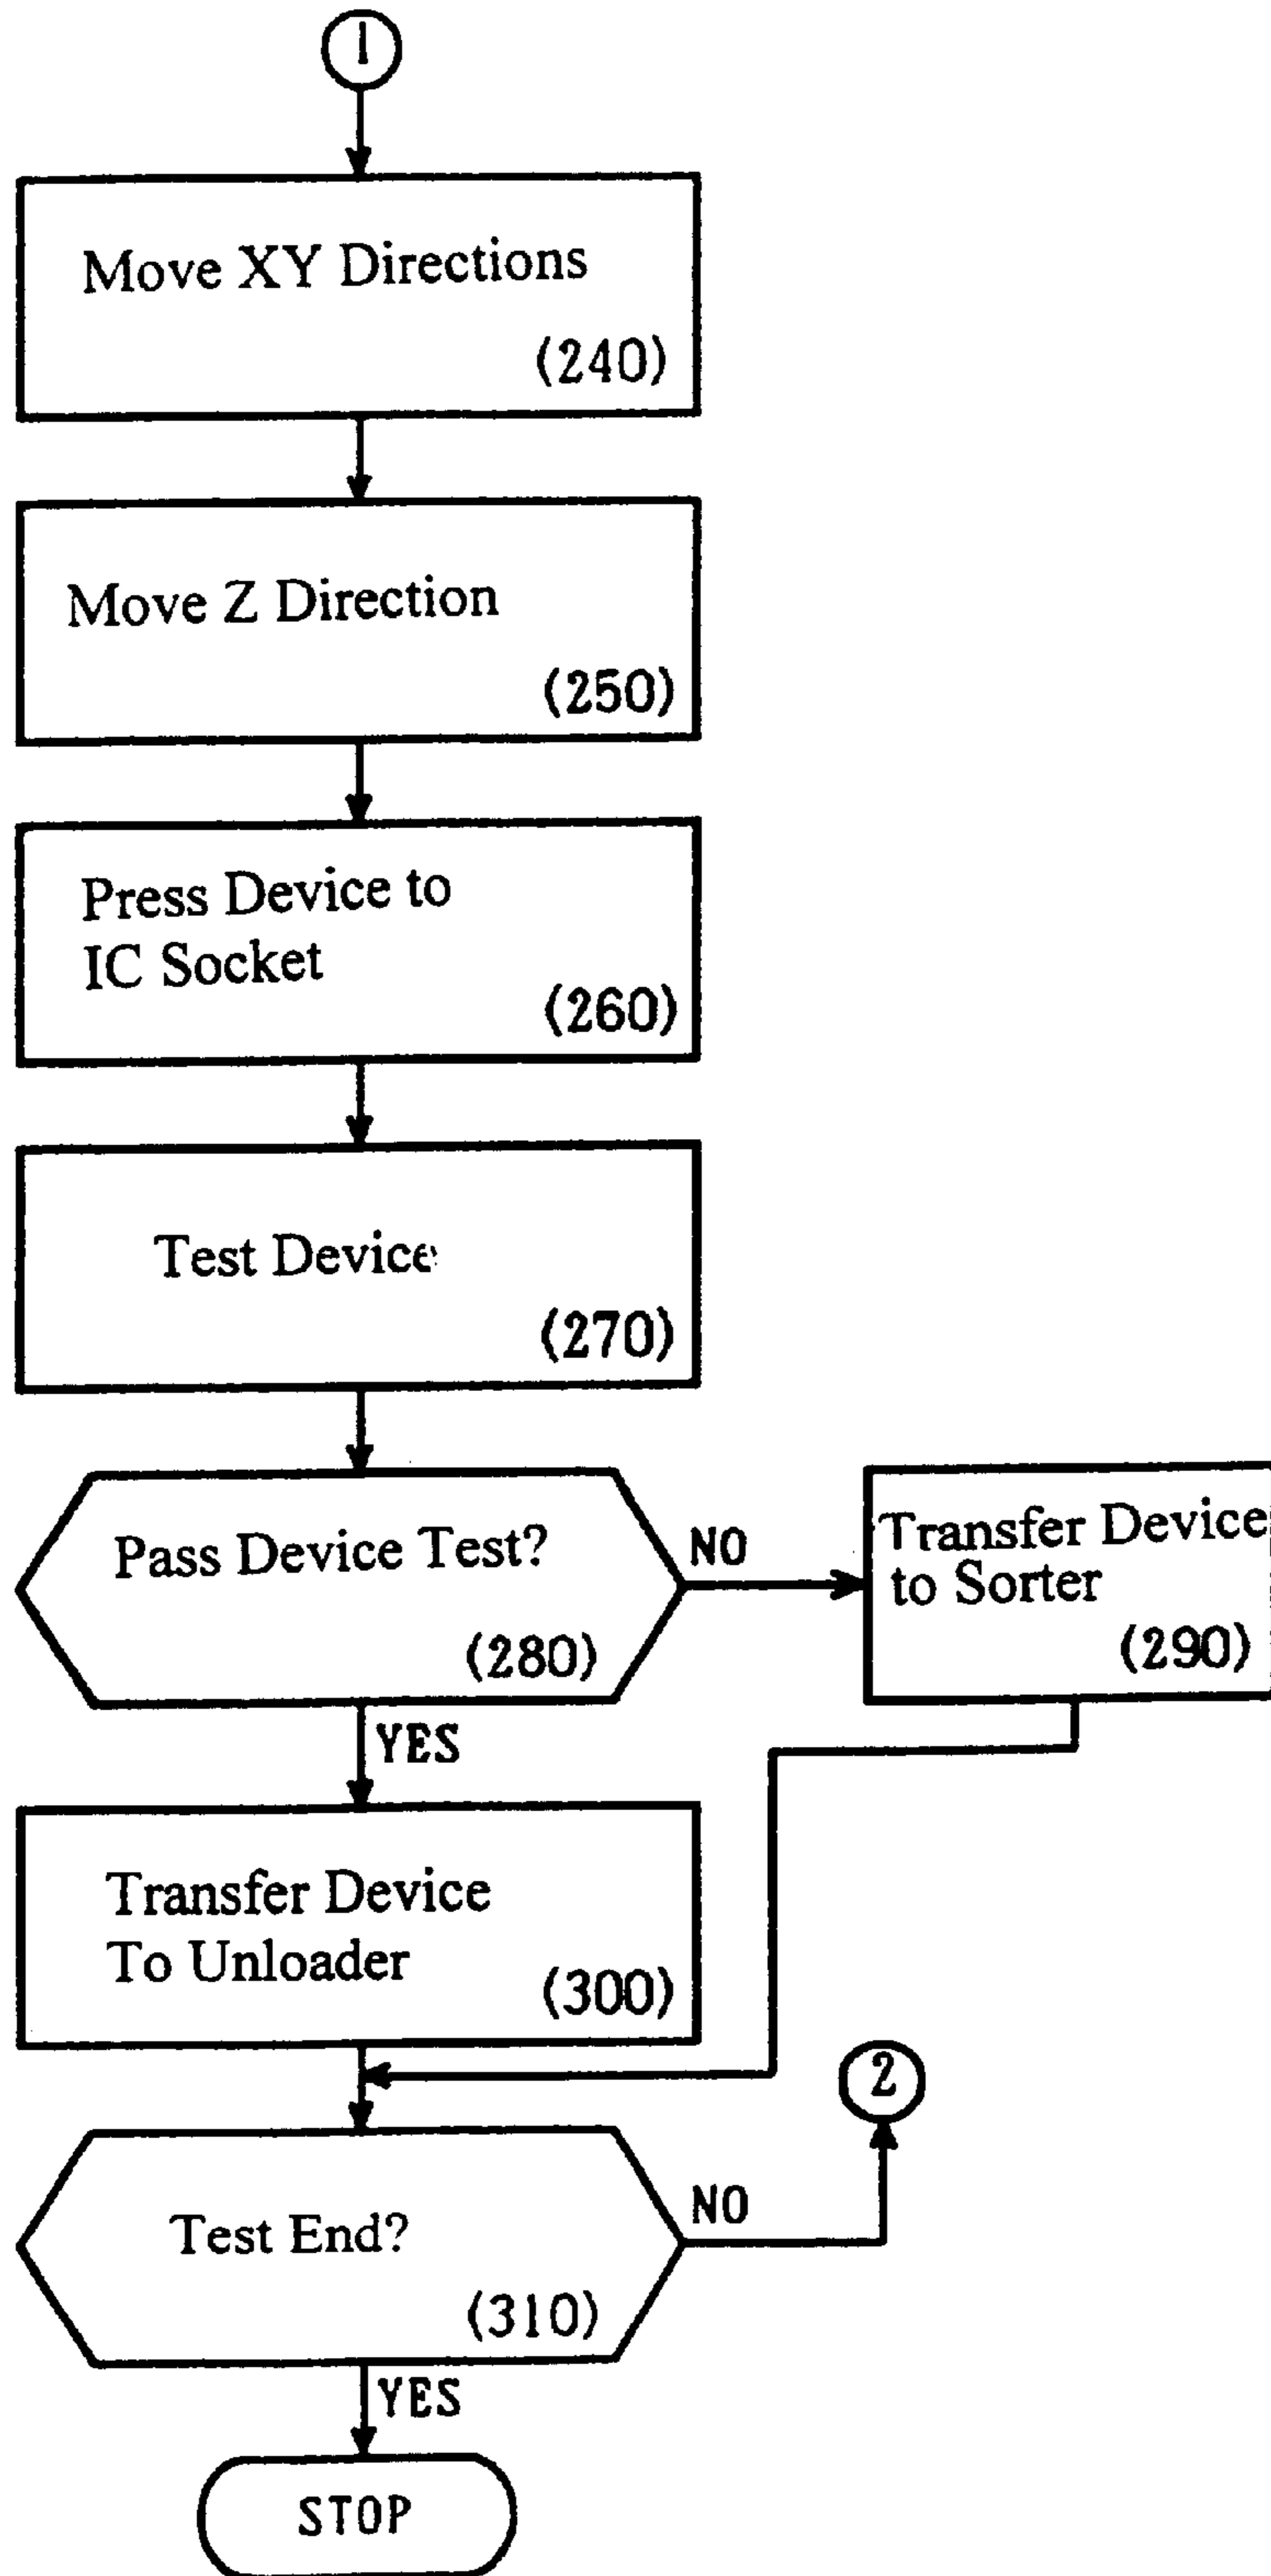 1
Move XY Directions
(240)
Move Z Direction
(250)
Press Device to
IC Socket
(260)
Test Device
(270)
Pass Device Test?
(280)
NO
Transfer Device
to Sorter
(290)
YES
Transfer Device
To Unloader
(300)
2
Test End?
(310)
NO
YES
STOP